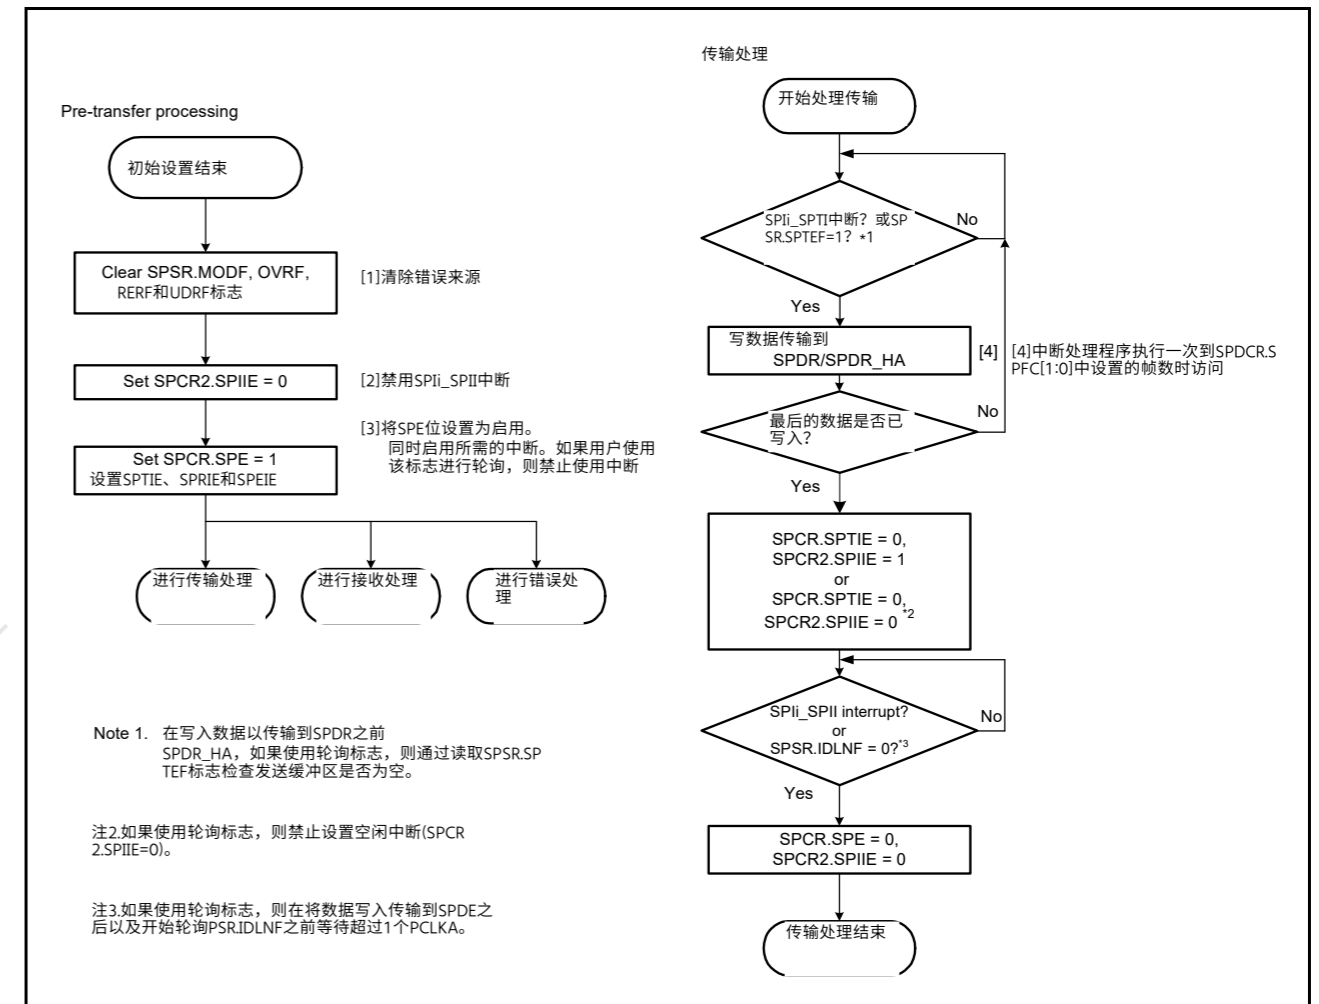 Pre-transfer processing
初始设置结束
Clear SPSR.MODF, OVRF,
RERF和UDRF标志
[1]清除错误来源
Set SPCR2.SPIIE = 0
[2]禁用SPIi_SPII中断
Set SPCR.SPE = 1
设置SPTIE、SPRIE和SPEIE
[3]将SPE位设置为启用。
同时启用所需的中断。如果用户使用
该标志进行轮询，则禁止使用中断
进行传输处理
进行接收处理
进行错误处
理
Note 1. 在写入数据以传输到SPDR之前
SPDR_HA，如果使用轮询标志，则通过读取SPSR.SP
TEF标志检查发送缓冲区是否为空。
注2.如果使用轮询标志，则禁止设置空闲中断(SPCR
2.SPIIE=0)。
注3.如果使用轮询标志，则在将数据写入传输到SPDE之
后以及开始轮询PSR.IDLNF之前等待超过1个PCLKA。
传输处理
开始处理传输
SPIi_SPTI中断？或SP
SR.SPTEF=1？*1
No
Yes
写数据传输到
SPDR/SPDR_HA
[4]
[4]中断处理程序执行一次到SPDCR.S
PFC[1:0]中设置的帧数时访问
最后的数据是否已
写入？
No
Yes
SPCR.SPTIE = 0,
SPCR2.SPIIE = 1
or
SPCR.SPTIE = 0,
SPCR2.SPIIE = 0 *2
SPIi_SPII interrupt?
or
SPSR.IDLNF = 0?*3
No
Yes
SPCR.SPE = 0,
SPCR2.SPIIE = 0
传输处理结束